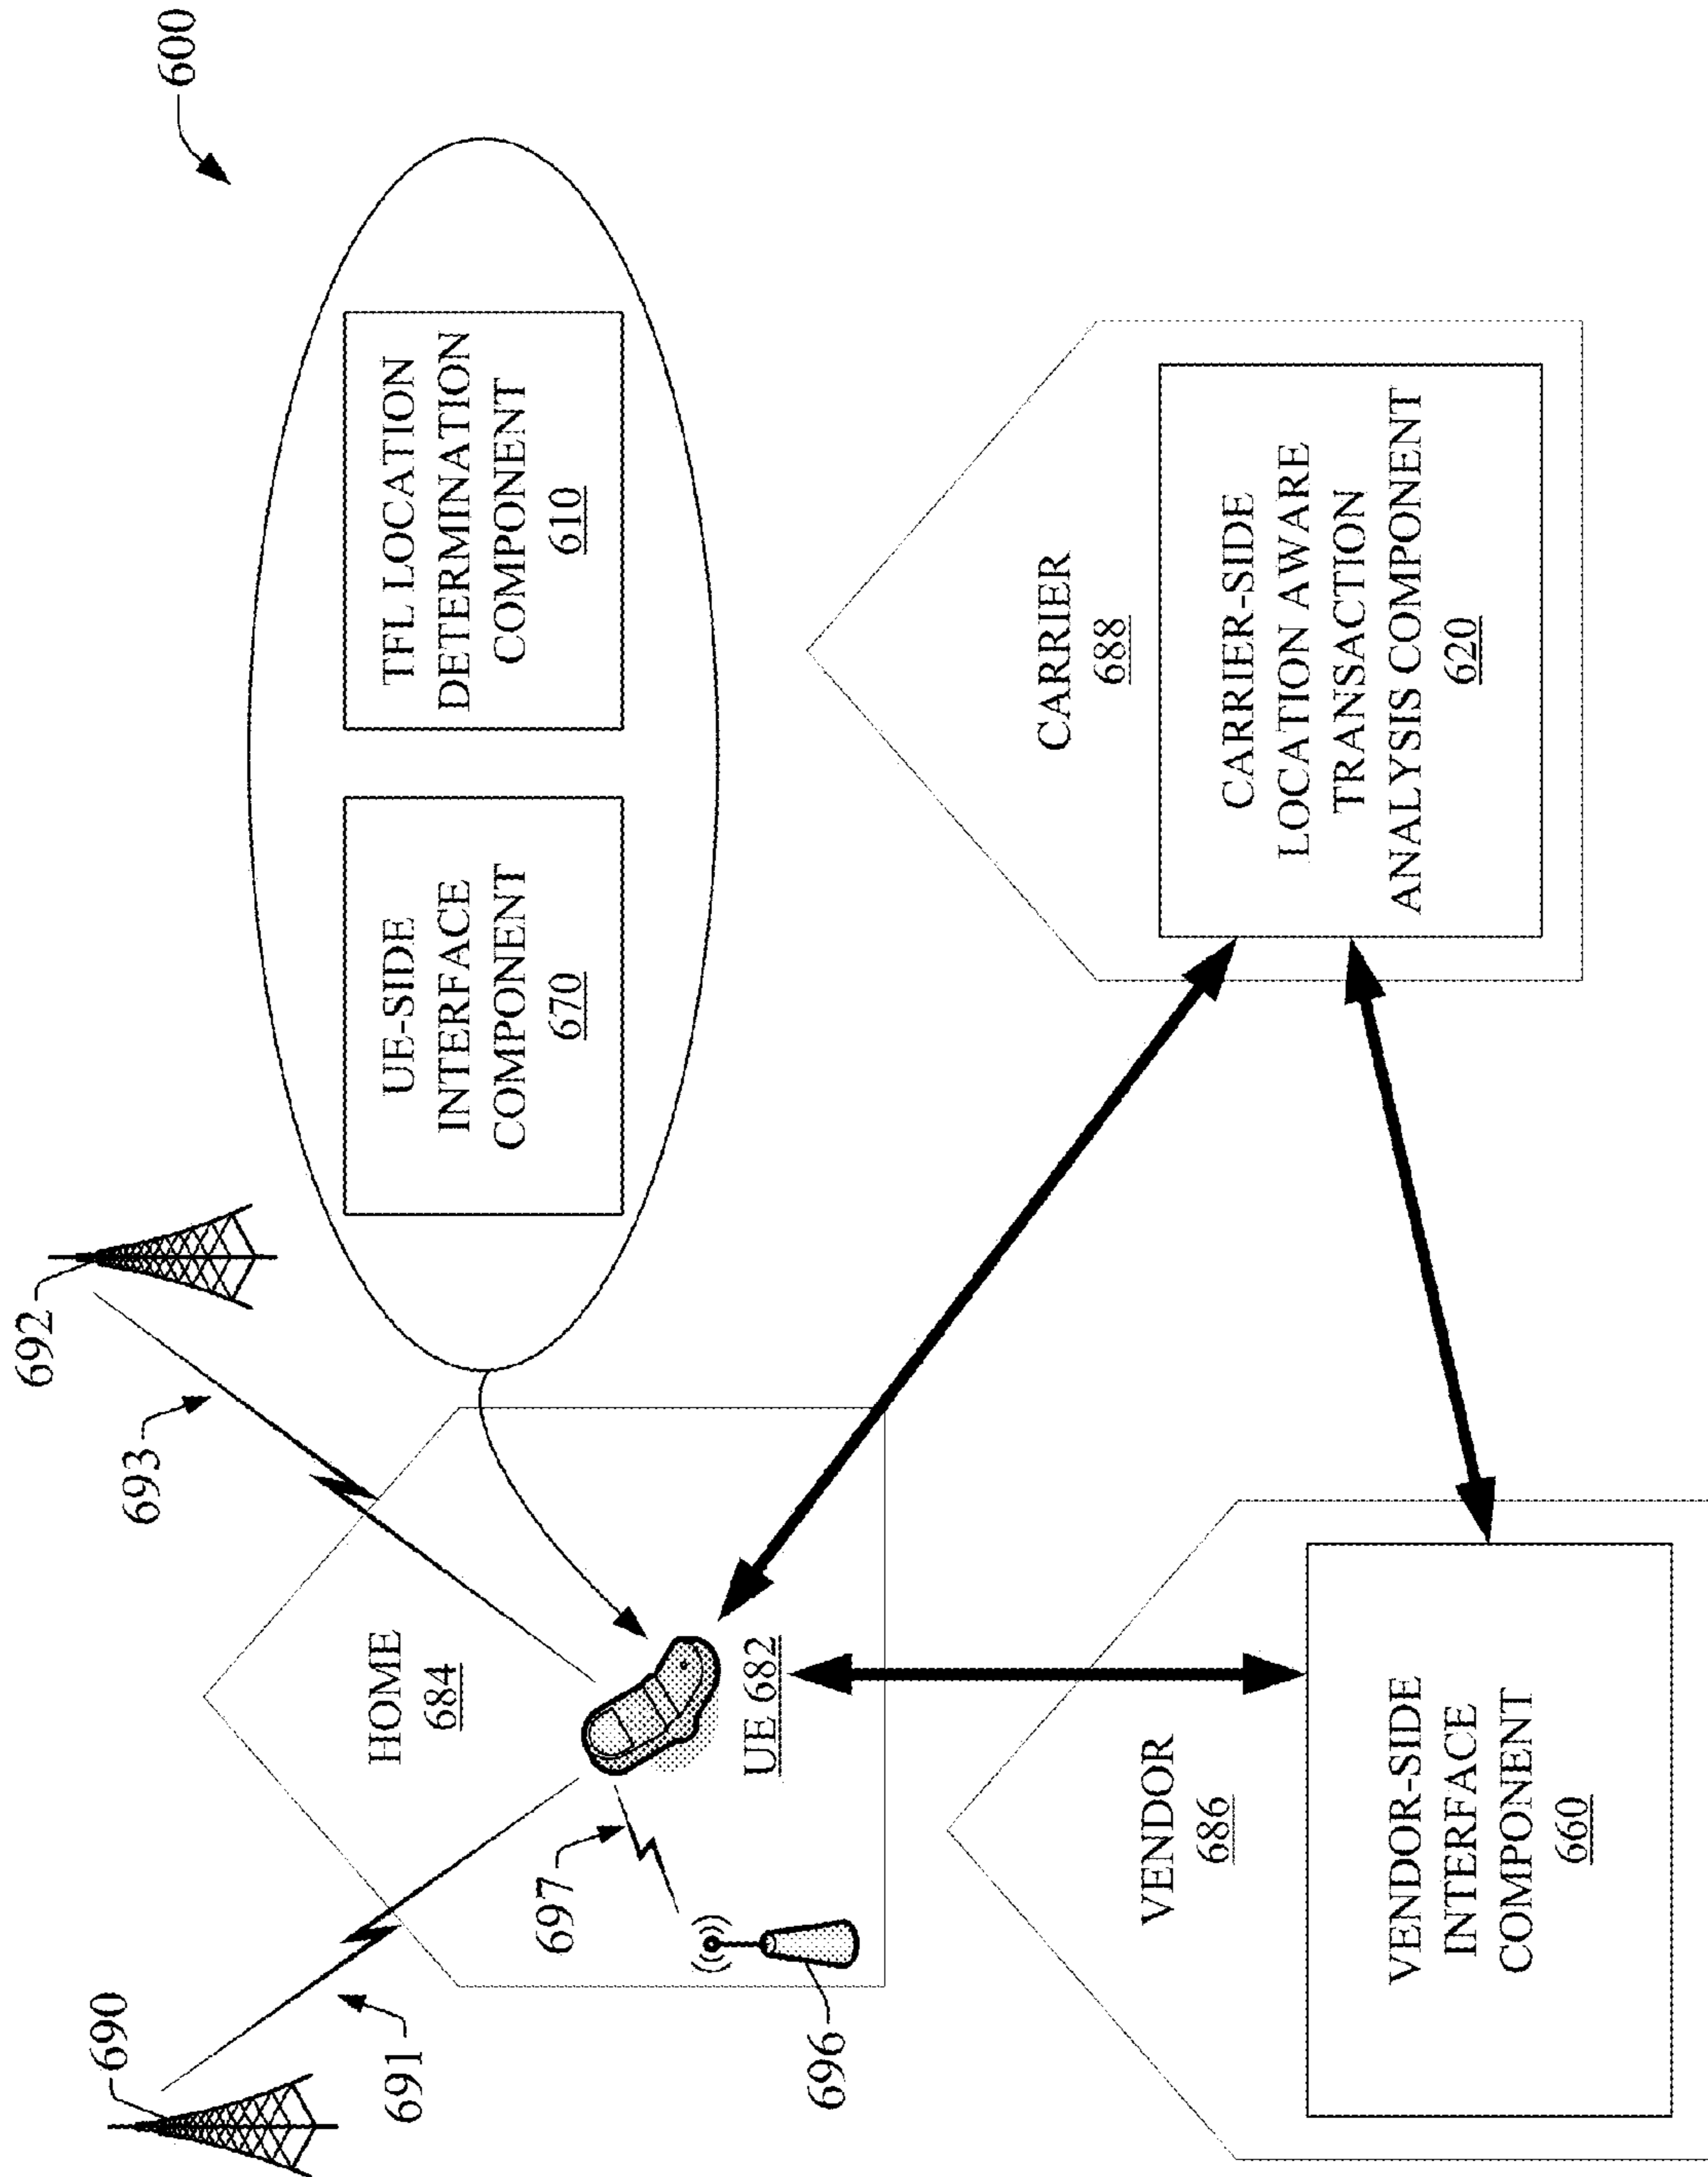 600
692
693
690
691
HOME
684
697
696
UE 682
UE-SIDE
INTERFACE
COMPONENT
670
TFL LOCATION
DETERMINATION
COMPONENT
610
VENDOR
686
VENDOR-SIDE
INTERFACE
COMPONENT
660
CARRIER
688
CARRIER-SIDE
LOCATION AWARE
TRANSACTION
ANALYSIS COMPONENT
620